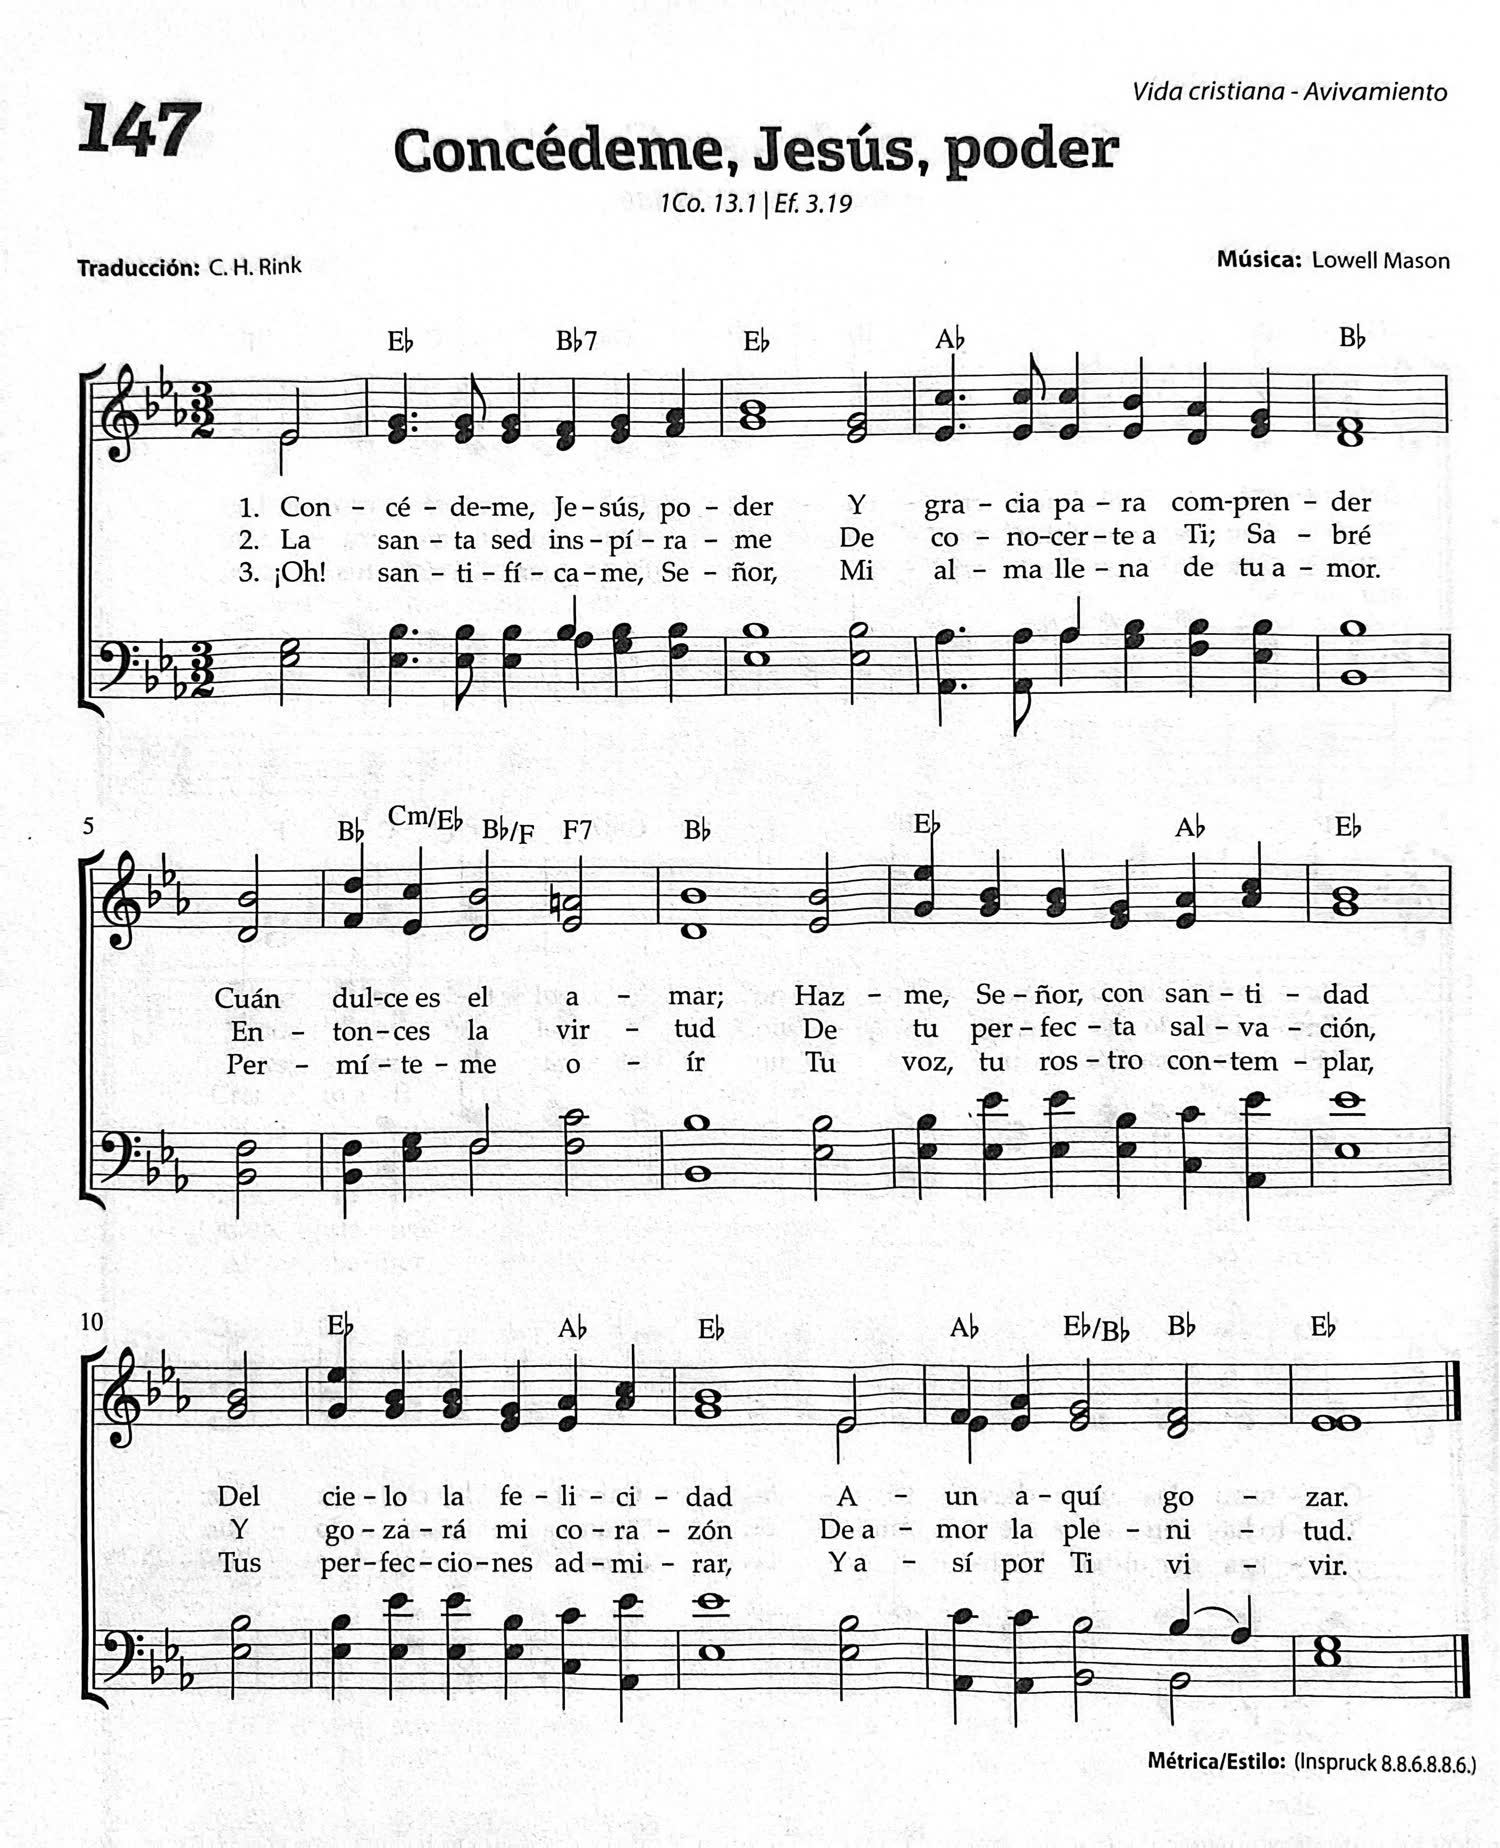 Vida cristiana - Avivamiento
147
Concédeme, Jesús, poder
1Co. 13.1 | Ef. 3.19
Traducción: C. H. Rink
Música: Lowell Mason
E♭ B♭7 E♭ A♭ B♭
3 2
1. Con - cé - de-me, Je-sús, po - der Y gra - cia pa - ra com-pren - der
2. La san - ta sed ins-pí-ra - me De co - no-cer-te a Ti; Sa - bré
3. ¡Oh! san - ti - fí - ca-me, Se - ñor, Mi al - ma lle - na de tu a - mor.
3 2
5
B♭ Cm/E♭ B♭/F F7 B♭ E♭ A♭ E♭
Cuán dul-ce es el a - mar; Haz - me, Se-ñor, con san - ti - dad
En - ton-ces la vir - tud De tu per-fec - ta sal - va - ción,
Per - mí-te - me o - ír Tu voz, tu ros-tro con-tem - plar,
10
E♭ A♭ E♭ A♭ E♭/B♭ B♭ E♭
Del cie-lo la fe-li-ci - dad A - un a-quí go - zar.
Y go-za-rá mi co-ra - zón De a - mor la ple - ni - tud.
Tus per-fec-cio-nes ad-mi - rar, Y a - sí por Ti vi - vir.
Métrica/Estilo: (Inspruck 8.8.6.8.8.6.)